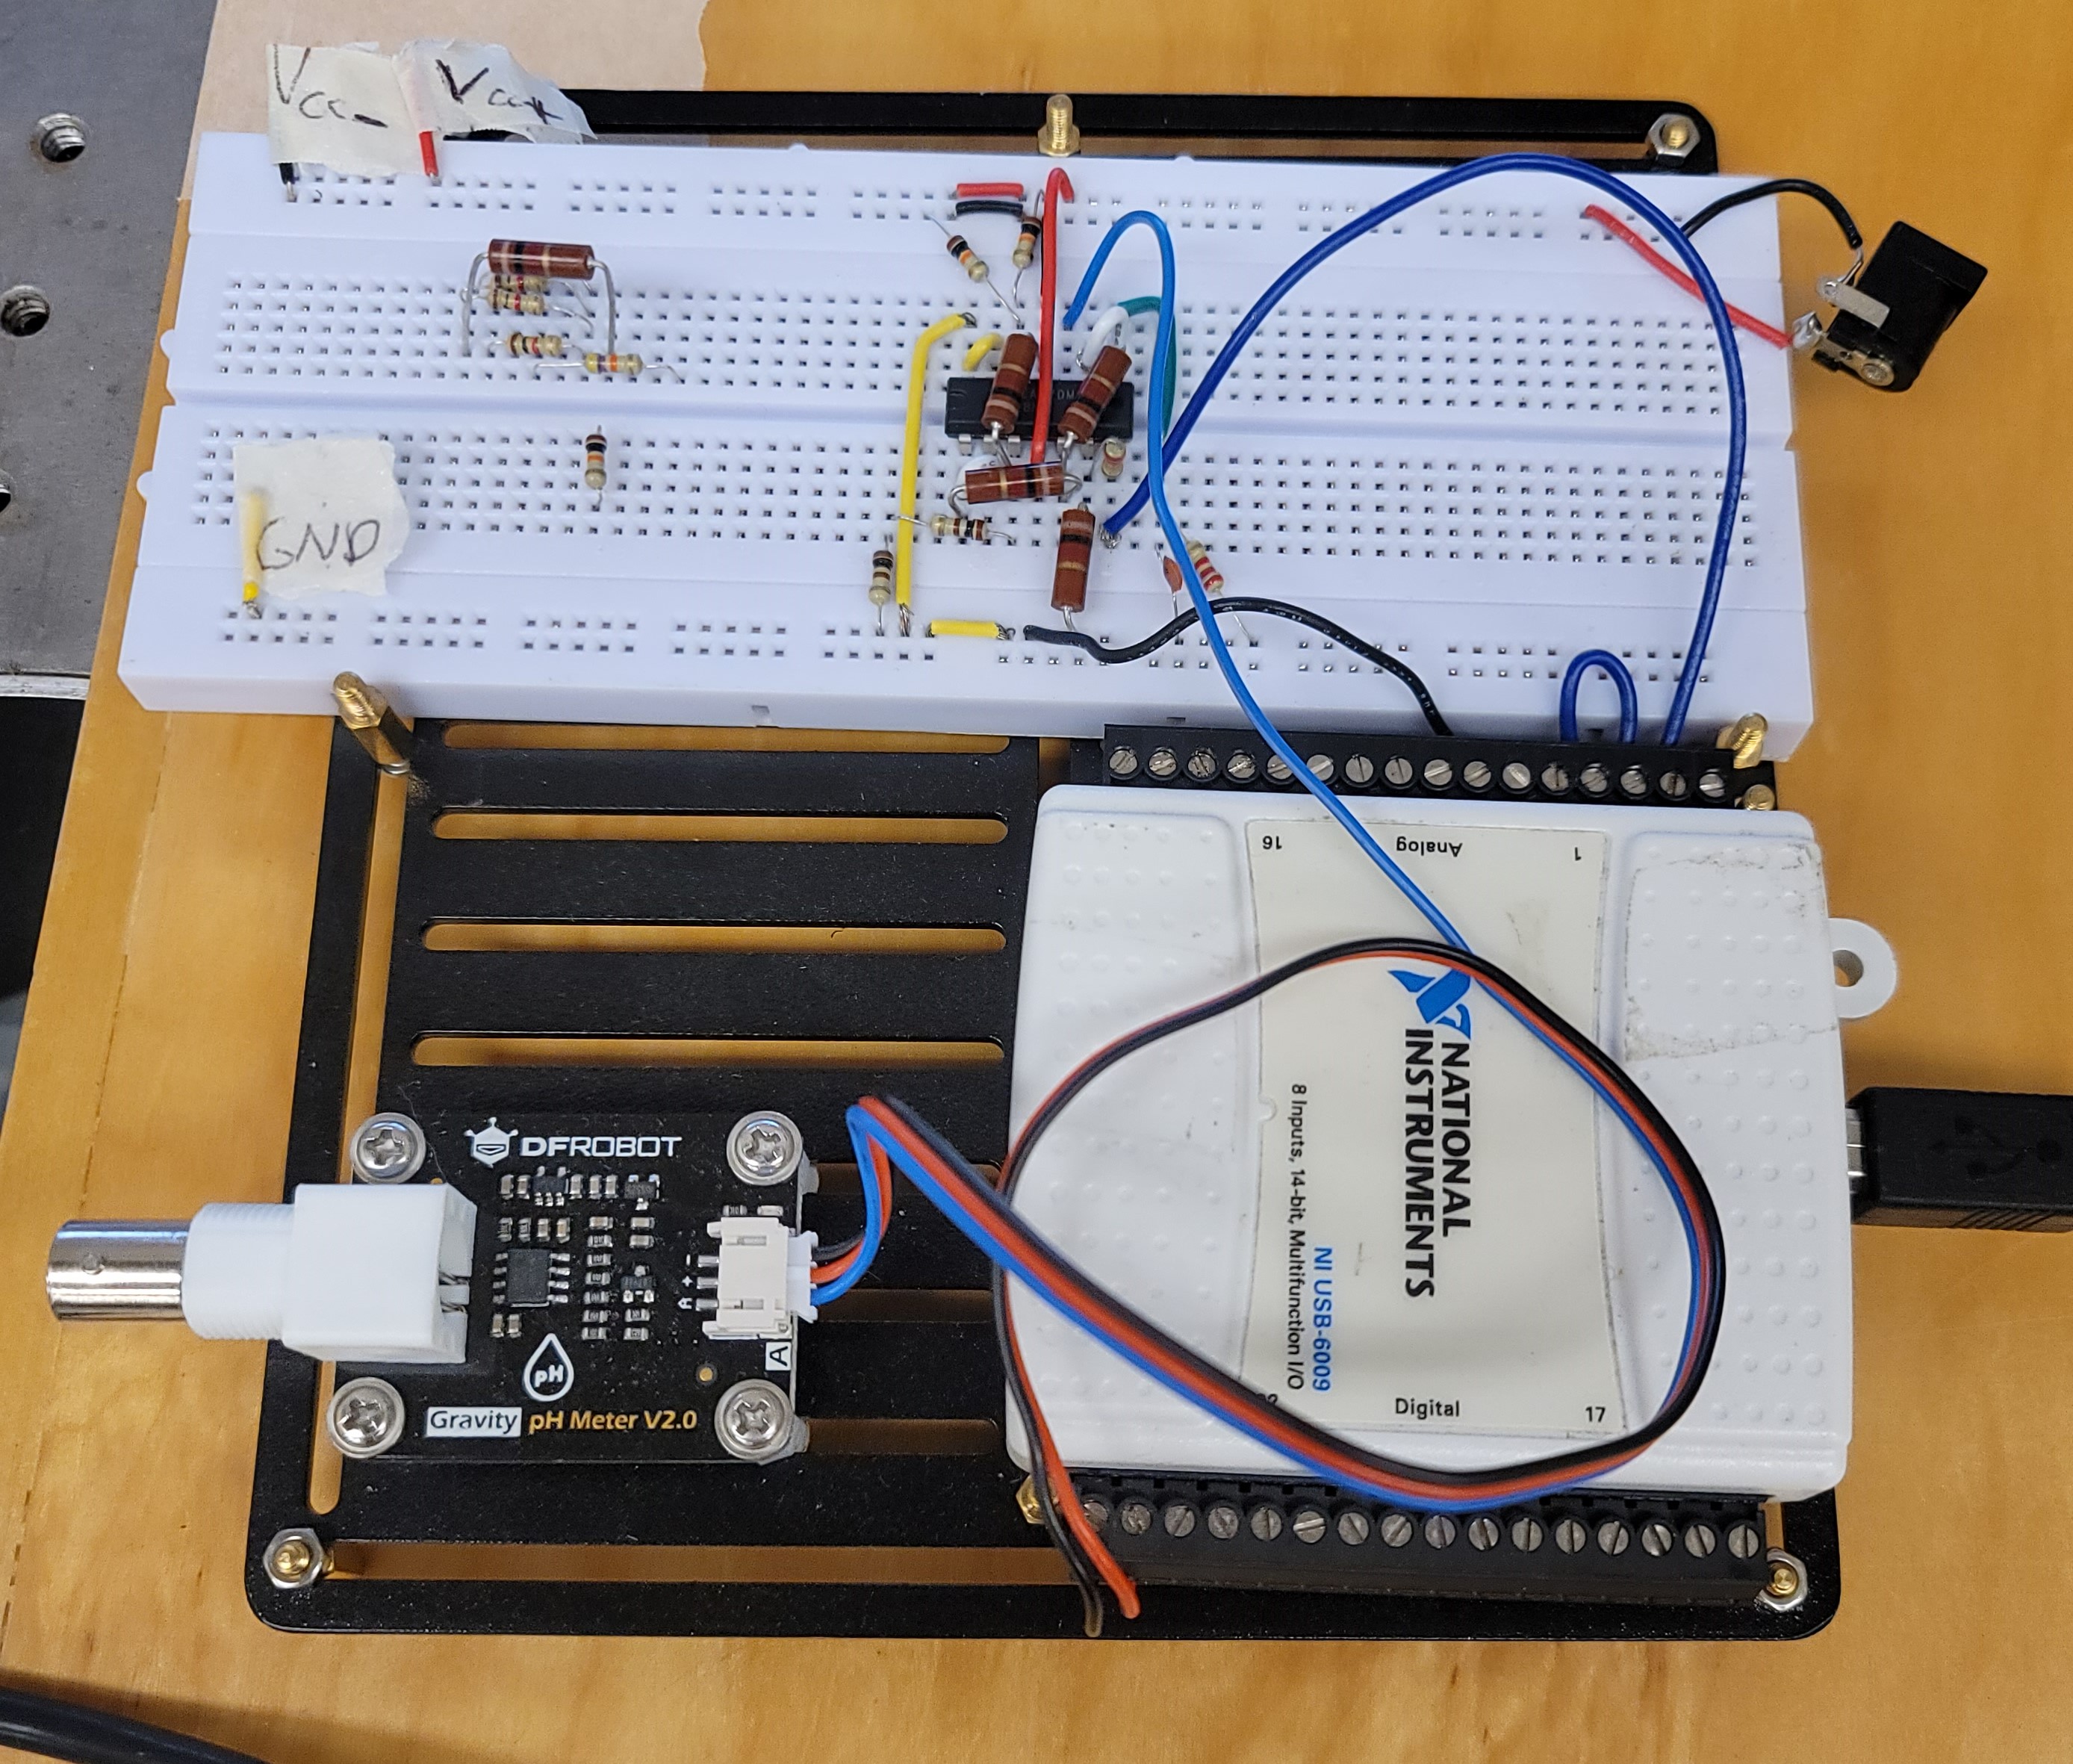 Vcc-
Vcc+
GND
16
Analog
1
NATIONAL
INSTRUMENTS
NI USB-6009
8 Inputs, 14-bit, Multifunction I/O
Digital
17
DFROBOT
- + A
A
pH
Gravity pH Meter V2.0